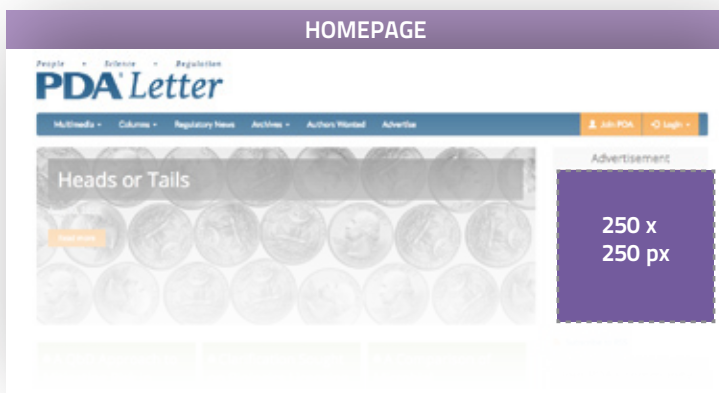 HOMEPAGE
People • Science • Regulation
PDA Letter
Multimedia Columns Regulatory News Archives Authors Wanted Advertise Join PDA Login
Advertisement
Heads or Tails
250 x
250 px
Read More